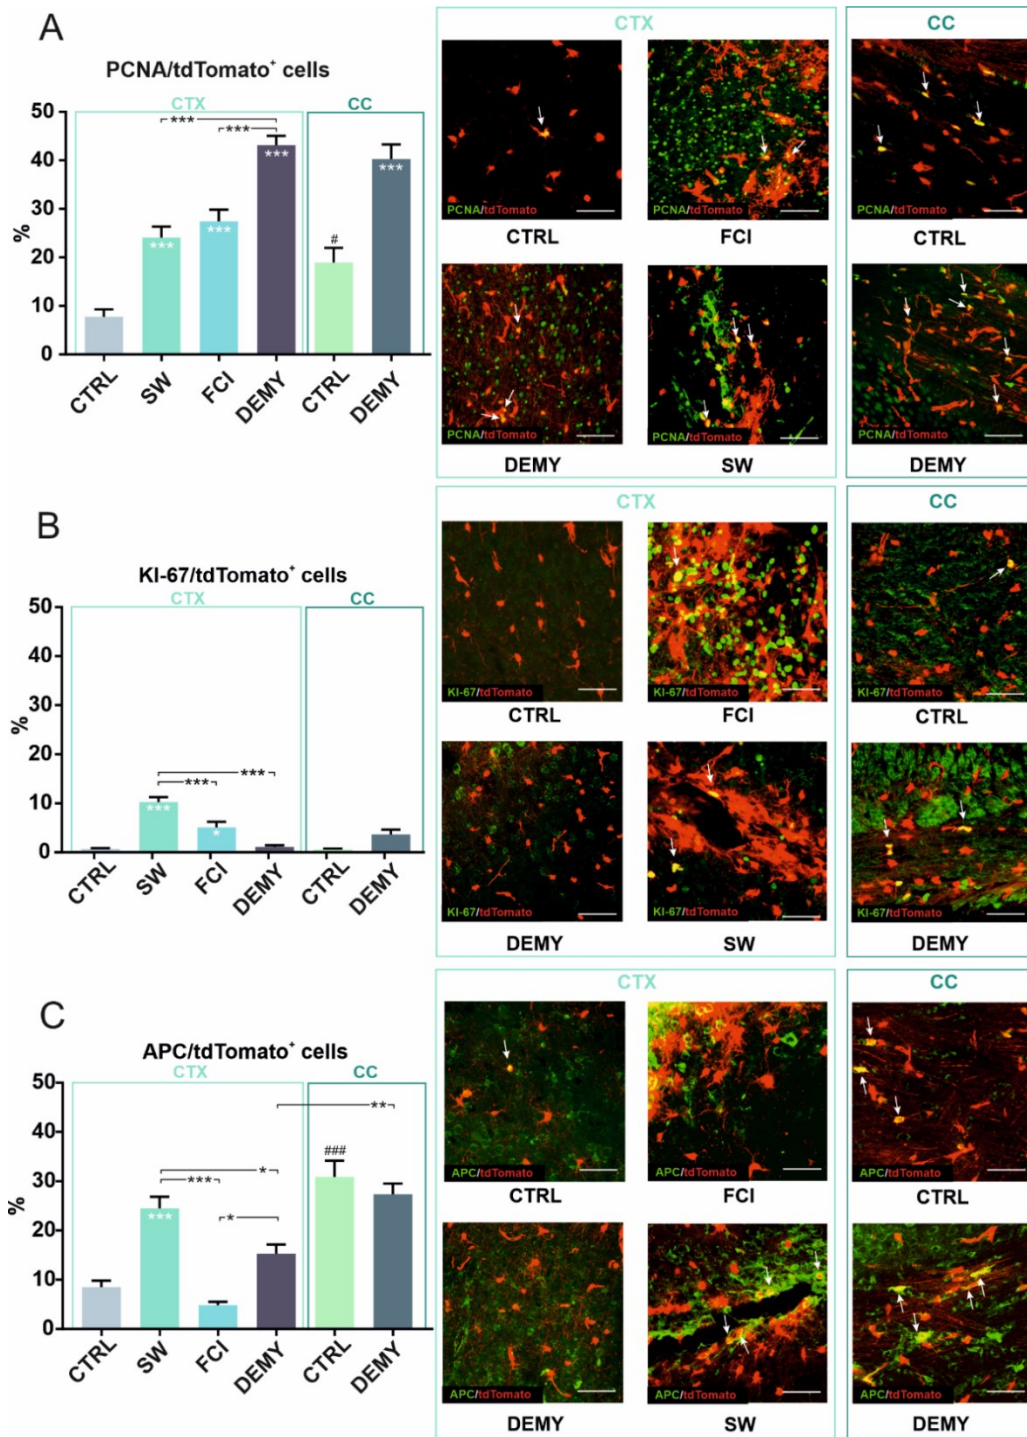 A
PCNA/tdTomato⁺ cells
CTX
CC
***
***
***
***
***
***
#
50
40
30
20
10
0
%
CTRL
SW
FCI
DEMY
CTRL
DEMY
CTX
CC
PCNA/tdTomato
PCNA/tdTomato
PCNA/tdTomato
CTRL
FCI
CTRL
PCNA/tdTomato
PCNA/tdTomato
PCNA/tdTomato
DEMY
SW
DEMY
B
KI-67/tdTomato⁺ cells
CTX
CC
50
40
30
20
10
0
%
***
***
***
*
CTRL
SW
FCI
DEMY
CTRL
DEMY
CTX
CC
KI-67/tdTomato
KI-67/tdTomato
KI-67/tdTomato
CTRL
FCI
CTRL
KI-67/tdTomato
KI-67/tdTomato
KI-67/tdTomato
DEMY
SW
DEMY
C
APC/tdTomato⁺ cells
CTX
CC
50
40
30
20
10
0
%
**
*
***
*
***
###
CTRL
SW
FCI
DEMY
CTRL
DEMY
CTX
CC
APC/tdTomato
APC/tdTomato
APC/tdTomato
CTRL
FCI
CTRL
APC/tdTomato
APC/tdTomato
APC/tdTomato
DEMY
SW
DEMY